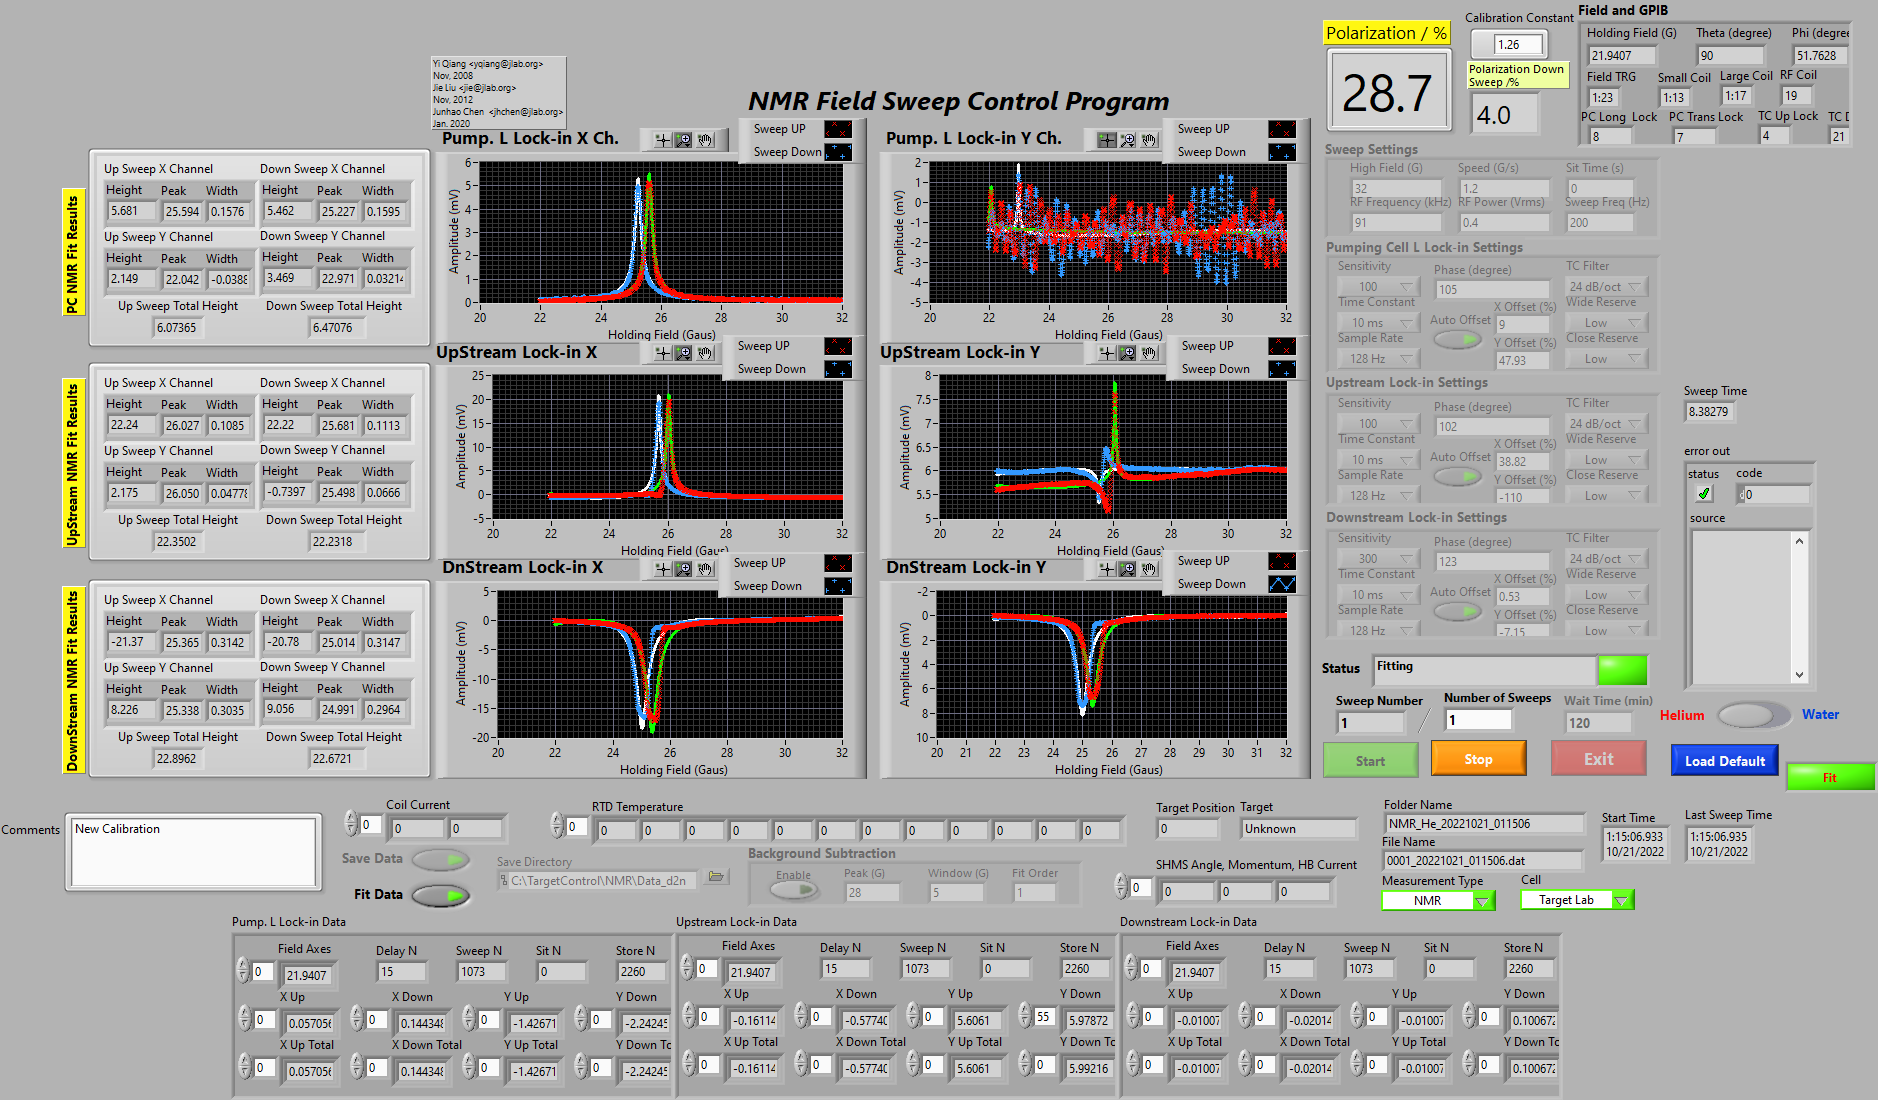 Yi Qiang <yqiang@jlab.org>
Nov, 2008
Jie Liu <jie@jlab.org>
Nov, 2012
Junhao Chen <jhchen@jlab.org>
Jan. 2020
NMR Field Sweep Control Program
Polarization / %
28.7
Calibration Constant
1.26
Polarization Down
Sweep /%
4.0
Field and GPIB
Holding Field (G) Theta (degree) Phi (degree
21.9407 90 51.7628
Field TRG Small Coil Large Coil RF Coil
1:23 1:13 1:17 19
PC Long Lock PC Trans Lock TC Up Lock TC D
8 7 4 21
PC NMR Fit Results
Up Sweep X Channel Down Sweep X Channel
Height Peak Width Height Peak Width
5.681 25.594 0.1576 5.462 25.227 0.1595
Up Sweep Y Channel Down Sweep Y Channel
Height Peak Width Height Peak Width
2.149 22.042 -0.0388 3.469 22.971 0.03214
Up Sweep Total Height Down Sweep Total Height
6.07365 6.47076
UpStream NMR Fit Results
Up Sweep X Channel Down Sweep X Channel
Height Peak Width Height Peak Width
22.24 26.027 0.1085 22.22 25.681 0.1113
Up Sweep Y Channel Down Sweep Y Channel
Height Peak Width Height Peak Width
2.175 26.050 0.04778 -0.7397 25.498 0.0666
Up Sweep Total Height Down Sweep Total Height
22.3502 22.2318
DownStream NMR Fit Results
Up Sweep X Channel Down Sweep X Channel
Height Peak Width Height Peak Width
-21.37 25.365 0.3142 -20.78 25.014 0.3147
Up Sweep Y Channel Down Sweep Y Channel
Height Peak Width Height Peak Width
8.226 25.338 0.3035 9.056 24.991 0.2964
Up Sweep Total Height Down Sweep Total Height
22.8962 22.6721
Pump. L Lock-in X Ch.
Sweep UP
Sweep Down
Amplitude (mV)
6
5
4
3
2
1
0
20 22 24 26 28 30 32
Holding Field (Gaus)
Pump. L Lock-in Y Ch.
Sweep UP
Sweep Down
Amplitude (mV)
2
1
0
-1
-2
-3
-4
-5
20 22 24 26 28 30 32
Holding Field (Gaus)
UpStream Lock-in X
Sweep UP
Sweep Down
Amplitude (mV)
25
20
15
10
5
0
-5
20 22 24 26 28 30 32
Holding Field (Gaus)
UpStream Lock-in Y
Sweep UP
Sweep Down
Amplitude (mV)
8
7.5
7
6.5
6
5.5
5
20 22 24 26 28 30 32
Holding Field (Gaus)
DnStream Lock-in X
Sweep UP
Sweep Down
Amplitude (mV)
5
0
-5
-10
-15
-20
20 22 24 26 28 30 32
Holding Field (Gaus)
DnStream Lock-in Y
Sweep UP
Sweep Down
Amplitude (mV)
-2
0
2
4
6
8
10
20 21 22 23 24 25 26 27 28 29 30 31 32
Holding Field (Gaus)
Sweep Settings
High Field (G) Speed (G/s) Sit Time (s)
32 1.2 0
RF Frequency (kHz) RF Power (Vrms) Sweep Freq (Hz)
91 0.4 200
Pumping Cell L Lock-in Settings
Sensitivity Phase (degree) TC Filter
100 105 24 dB/oct
Time Constant X Offset (%) Wide Reserve
10 ms Auto Offset 9 Low
Sample Rate Y Offset (%) Close Reserve
128 Hz 47.93 Low
Upstream Lock-in Settings
Sensitivity Phase (degree) TC Filter
100 102 24 dB/oct
Time Constant X Offset (%) Wide Reserve
10 ms Auto Offset 38.82 Low
Sample Rate Y Offset (%) Close Reserve
128 Hz -110 Low
Downstream Lock-in Settings
Sensitivity Phase (degree) TC Filter
300 123 24 dB/oct
Time Constant X Offset (%) Wide Reserve
10 ms Auto Offset 0.53 Low
Sample Rate Y Offset (%) Close Reserve
128 Hz -7.15 Low
Sweep Time
8.38279
error out
status code
0
source
Status Fitting
Sweep Number Number of Sweeps Wait Time (min)
1 / 1 120
Helium Water
Start Stop Exit Load Default
Fit
Comments New Calibration
Coil Current
0 0 0
RTD Temperature
0 0 0 0 0 0 0 0 0 0 0 0 0
Save Data
Fit Data
Save Directory
C:\TargetControl\NMR\Data_d2n
Background Subtraction
Enable Peak (G) Window (G) Fit Order
28 5 1
Target Position Target
0 Unknown
SHMS Angle, Momentum, HB Current
0 0 0 0
Folder Name
NMR_He_20221021_011506
File Name
0001_20221021_011506.dat
Measurement Type Cell
NMR Target Lab
Start Time Last Sweep Time
1:15:06.933 1:15:06.935
10/21/2022 10/21/2022
Pump. L Lock-in Data
Field Axes Delay N Sweep N Sit N Store N
0 21.9407 15 1073 0 2260
X Up X Down Y Up Y Down
0 0.05705 0 0.144348 0 -1.42671 0 -2.24245
X Up Total X Down Total Y Up Total Y Down To
0 0.05705 0 0.144348 0 -1.42671 0 -2.24245
Upstream Lock-in Data
Field Axes Delay N Sweep N Sit N Store N
0 21.9407 15 1073 0 2260
X Up X Down Y Up Y Down
0 -0.16114 0 -0.57740 0 5.6061 55 5.97872
X Up Total X Down Total Y Up Total Y Down To
0 -0.16114 0 -0.57740 0 5.6061 0 5.99216
Downstream Lock-in Data
Field Axes Delay N Sweep N Sit N Store N
0 21.9407 15 1073 0 2260
X Up X Down Y Up Y Down
0 -0.01007 0 -0.02014 0 -0.01007 0 0.100672
X Up Total X Down Total Y Up Total Y Down To
0 -0.01007 0 -0.02014 0 -0.01007 0 0.100672